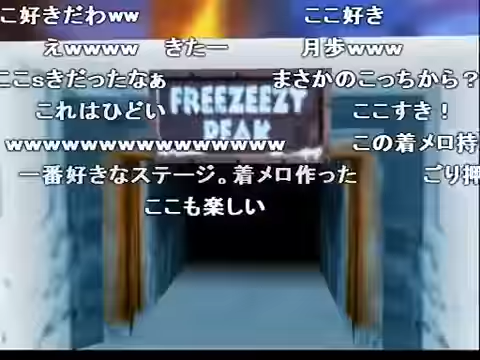 こ好きだわww ここ好き
えwwwww きたー 月歩www
ここsきだったなぁ まさかのこっちから?
FREEZEEZY
PEAK
これはひどい ここすき!
wwwwwwwwwwwwwwwww この着メロ持
一番好きなステージ。着メロ作った ごり押
ここも楽しい